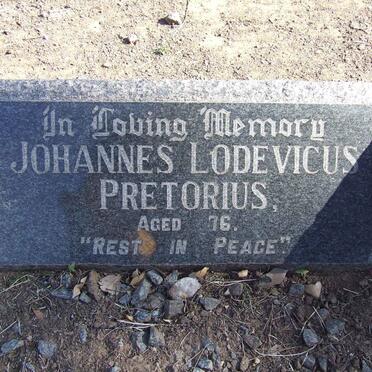 In Loving Memory
JOHANNES LODEVICUS
PRETORIUS,
AGED 76.
"REST IN PEACE"